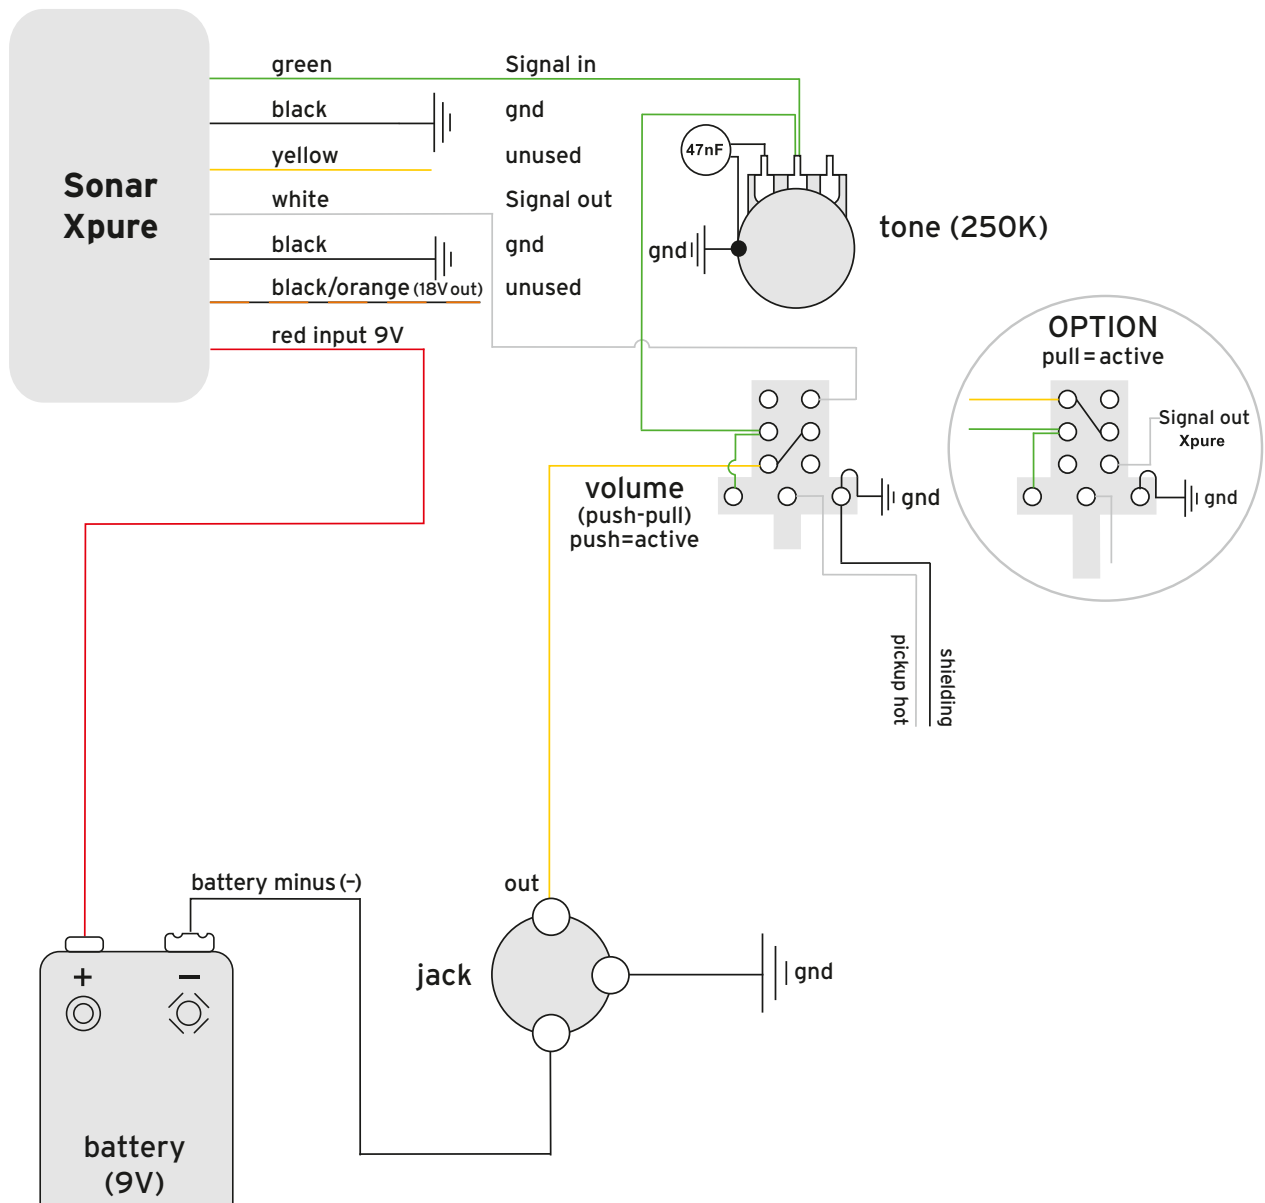 Sonar
Xpure
green
Signal in
black
gnd
yellow
unused
white
Signal out
black
gnd
black/orange (18V out)
unused
red input 9V
47nF
gnd
tone (250K)
OPTION
pull = active
Signal out
Xpure
gnd
volume
(push-pull)
push=active
gnd
pickup hot
shielding
battery minus (-)
out
jack
gnd
+ −
battery
(9V)